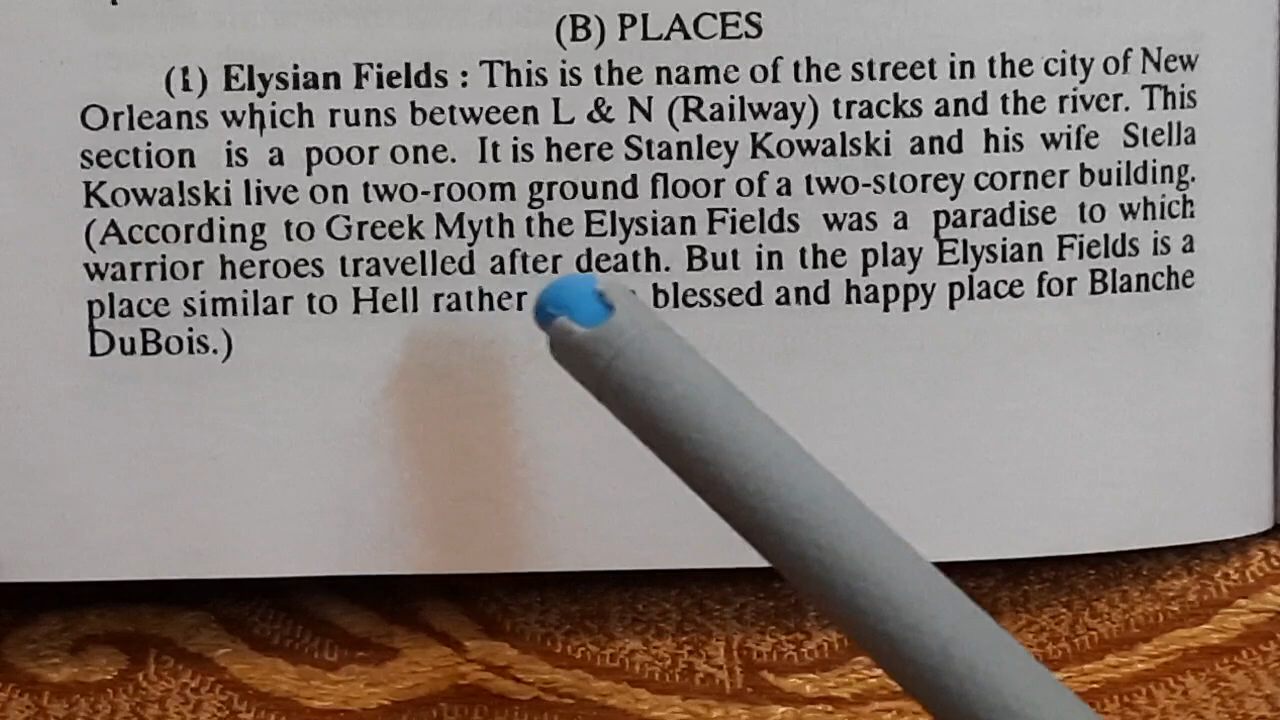 (B) PLACES
(1) Elysian Fields : This is the name of the street in the city of New
Orleans which runs between L & N (Railway) tracks and the river. This
section is a poor one. It is here Stanley Kowalski and his wife Stella
Kowalski live on two-room ground floor of a two-storey corner building.
(According to Greek Myth the Elysian Fields was a paradise to which
warrior heroes travelled after death. But in the play Elysian Fields is a
place similar to Hell rather blessed and happy place for Blanche
DuBois.)